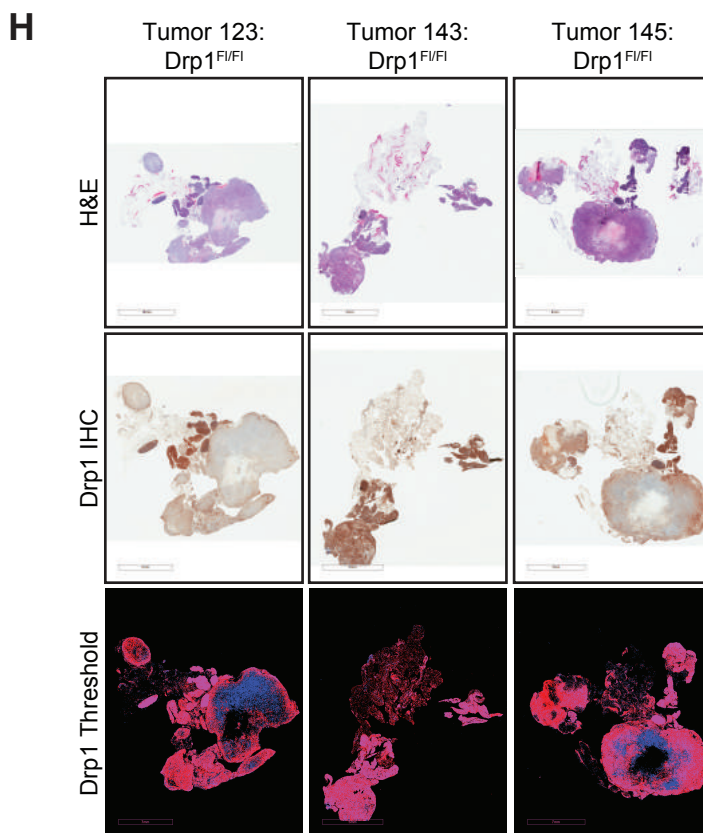 H
Tumor 123: Tumor 143: Tumor 145:
Drp1Fl/Fl Drp1Fl/Fl Drp1Fl/Fl
H&E
Drp1 IHC
Drp1 Threshold